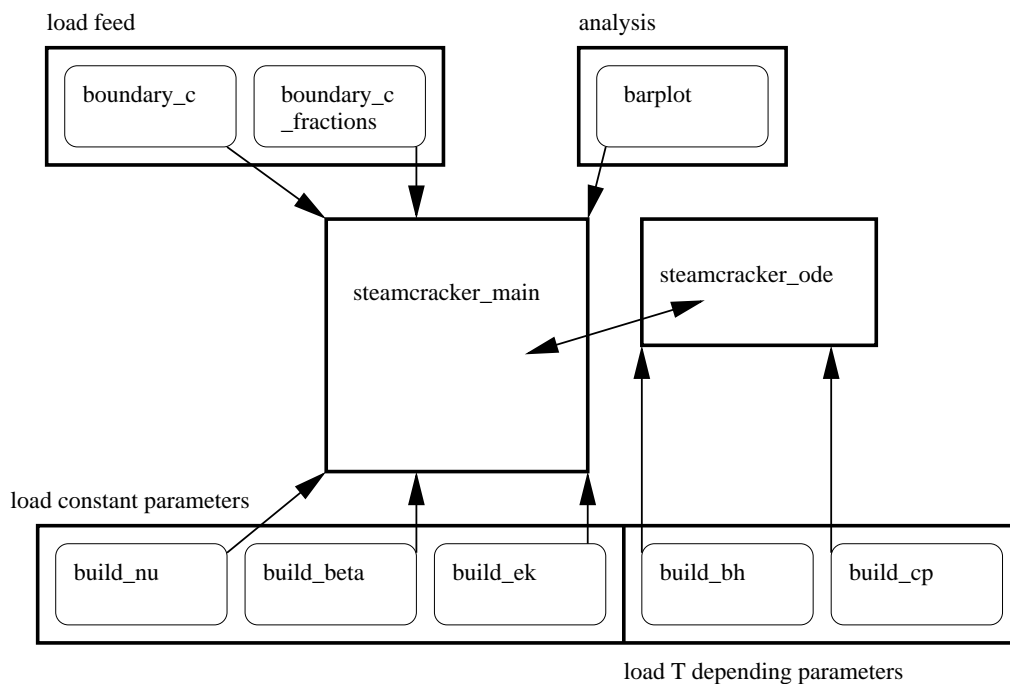 load feed
analysis
boundary_c
boundary_c
_fractions
barplot
steamcracker_main
steamcracker_ode
load constant parameters
build_nu
build_beta
build_ek
build_bh
build_cp
load T depending parameters